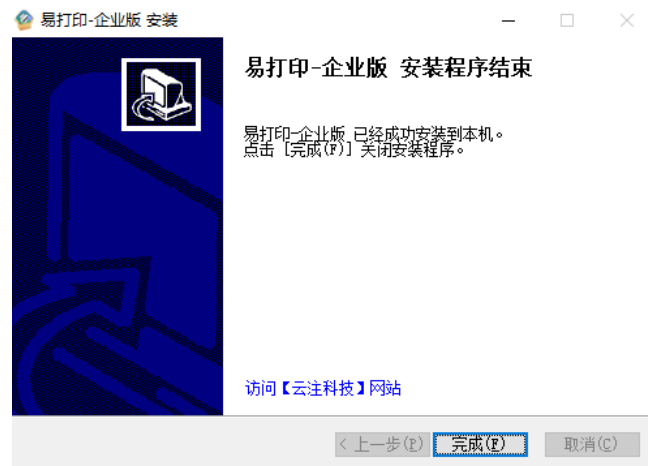 易打印-企业版 安装
易打印-企业版 安装程序结束
易打印-企业版 已经成功安装到本机。
点击 [完成(F)] 关闭安装程序。
访问【云注科技】网站
< 上一步(P)
完成(F)
取消(C)